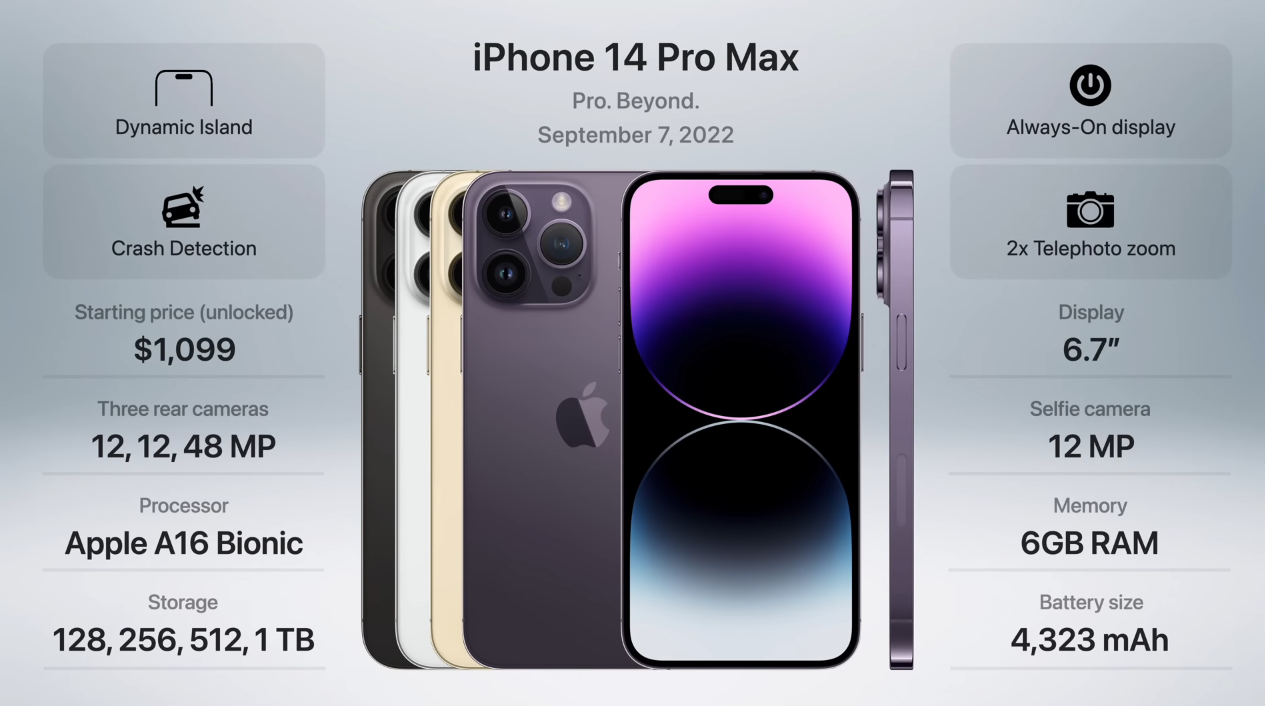 iPhone 14 Pro Max
Pro. Beyond.
September 7, 2022
Dynamic Island
Crash Detection
Starting price (unlocked)
$1,099
Three rear cameras
12, 12, 48 MP
Processor
Apple A16 Bionic
Storage
128, 256, 512, 1 TB
Always-On display
2x Telephoto zoom
Display
6.7”
Selfie camera
12 MP
Memory
6GB RAM
Battery size
4,323 mAh